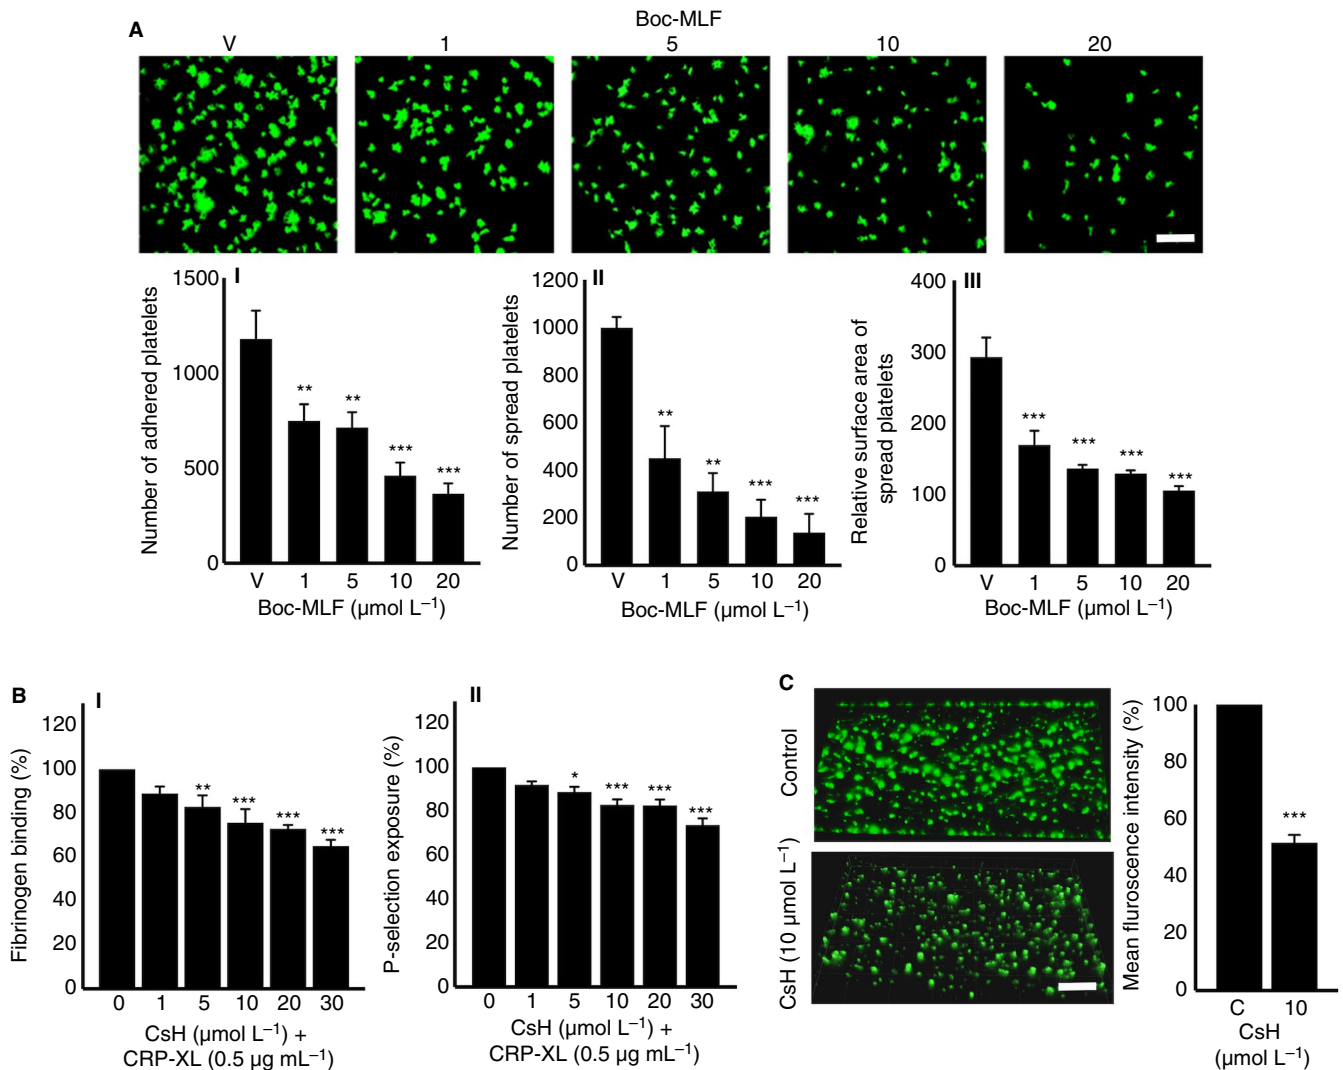 A
Boc-MLF
V 1 5 10 20
I
Number of adhered platelets
1500
1000
500
0
** ** *** ***
V 1 5 10 20
Boc-MLF (µmol L⁻¹)
II
Number of spread platelets
1200
1000
800
600
400
200
0
** ** *** ***
V 1 5 10 20
Boc-MLF (µmol L⁻¹)
III
Relative surface area of
spread platelets
400
300
200
100
0
*** *** *** ***
V 1 5 10 20
Boc-MLF (µmol L⁻¹)
B
I
Fibrinogen binding (%)
120
100
80
60
40
20
0
** *** *** ***
0 1 5 10 20 30
CsH (µmol L⁻¹) +
CRP-XL (0.5 µg mL⁻¹)
II
P-selection exposure (%)
120
100
80
60
40
20
0
* *** *** ***
0 1 5 10 20 30
CsH (µmol L⁻¹) +
CRP-XL (0.5 µg mL⁻¹)
C
Control
CsH (10 µmol L⁻¹)
Mean fluroscence intensity (%)
100
80
60
40
20
0
***
C 10
CsH
(µmol L⁻¹)